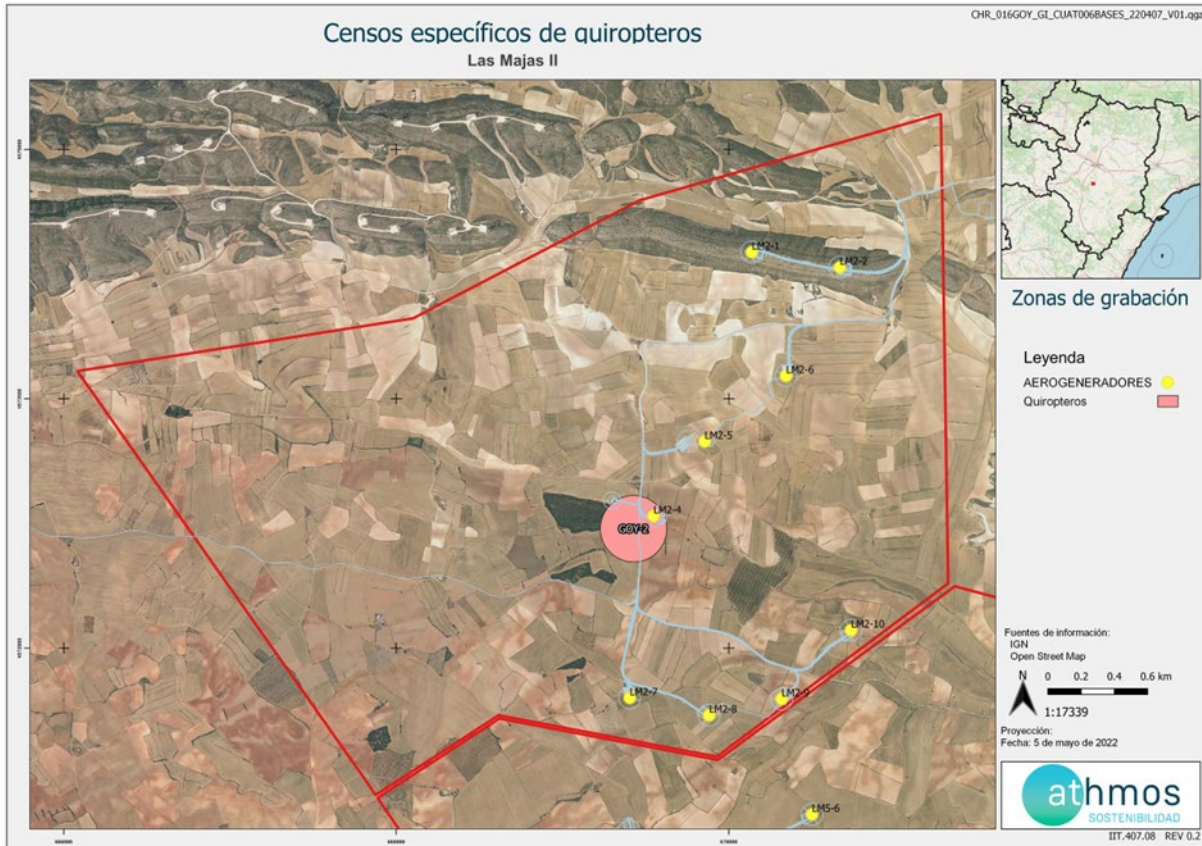 CHR_016GOY_GI_CUAT006BASES_220407_V01.qgz
Censos específicos de quiropteros
Las Majas II
LM2-1
LM2-2
LM2-6
LM2-5
LM2-4
GOY-2
LM2-10
LM2-7
LM2-9
LM2-8
LM5-6
Zonas de grabación
Leyenda
AEROGENERADORES
Quiropteros
Fuentes de información:
IGN
Open Street Map
N
0 0.2 0.4 0.6 km
1:17339
Proyección:
Fecha: 5 de mayo de 2022
athmos
SOSTENIBILIDAD
IIT.407.08 REV 0.2